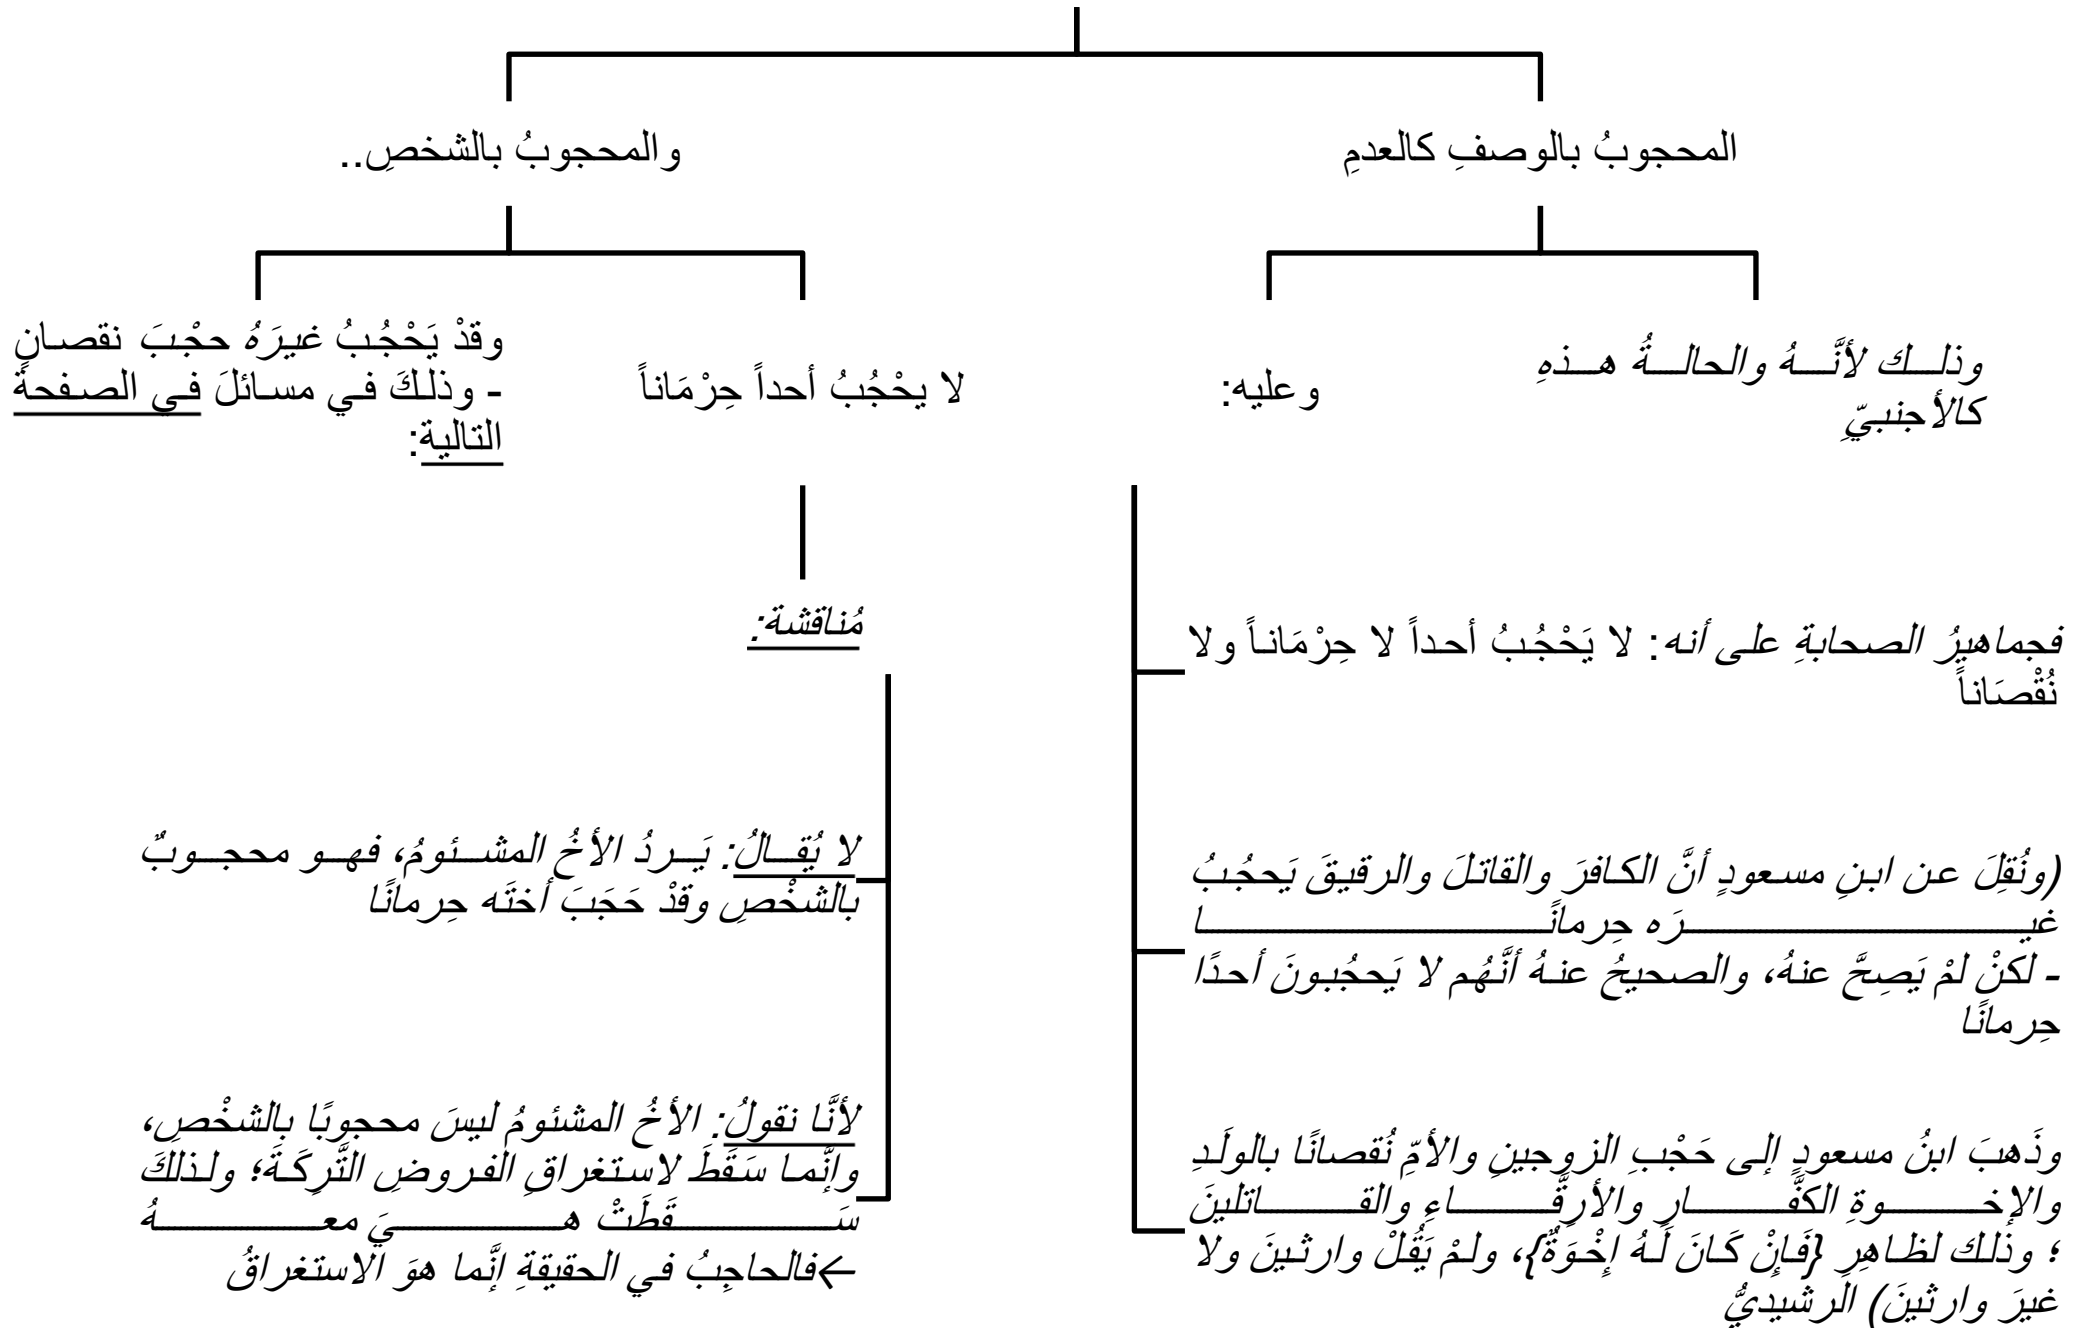 المحجوبُ بالوصفِ كالعدمِ
وذلك لأنَّهُ والحالةُ هذهِ
كالأجنبيّ
وعليه:
فجماهيرُ الصحابةِ على أنه: لا يَحْجُبُ أحداً لا حِرْمَاناً ولا
نُقْصَاناً
(ونُقِلَ عن ابنِ مسعودٍ أنَّ الكافرَ والقاتلَ والرقيقَ يَحجُبُ
غيرَه حِرمانًا
- لكنْ لمْ يَصِحَّ عنهُ، والصحيحُ عنهُ أنَّهُم لا يَحجُبونَ أحدًا
حِرمانًا
وذَهبَ ابنُ مسعودٍ إلى حَجْبِ الزوجينِ والأمّ نُقصانًا بالولَدِ
والإخوةِ الكفَّارِ والأرِقَّاءِ والقاتلينَ
؛ وذلك لظاهِرِ {فَإِنْ كَانَ لَهُ إِخْوَةٌ}، ولمْ يَقُلْ وارثينَ ولا
غيرَ وارثينَ) الرشيديُّ
والمحجوبُ بالشخصِ..
لا يحْجُبُ أحداً حِرْمَاناً
مُناقشة:
لا يُقالُ: يَردُ الأخُ المشئومُ، فهو محجوبٌ
بالشخْصِ وقدْ حَجَبَ أختَه حِرمانًا
لأنَّا نقولُ: الأخُ المشئومُ ليسَ محجوبًا بالشخْصِ،
وإنَّما سَقَطَ لاستغراقِ الفروضِ التَّرِكَةَ؛ ولذلكَ
سَقَطَتْ هيَ معهُ
←فالحاجِبُ في الحقيقةِ إنَّما هوَ الاستغراقُ
وقدْ يَحْجُبُ غيرَهُ حجْبَ نقصانٍ
- وذلكَ في مسائلَ في الصفحة
التالية: